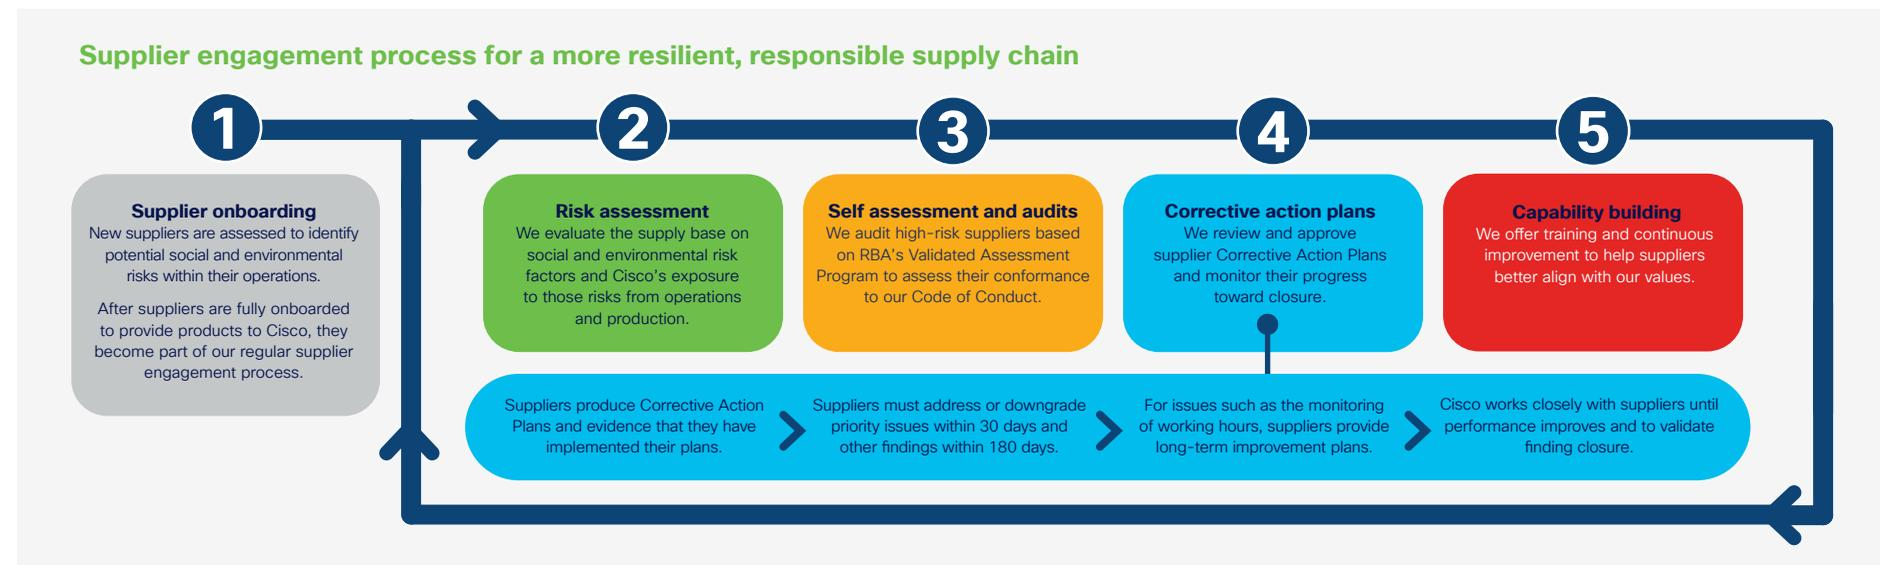 Supplier engagement process for a more resilient, responsible supply chain
1
2
3
4
5
Supplier onboarding
New suppliers are assessed to identify
potential social and environmental
risks within their operations.
After suppliers are fully onboarded
to provide products to Cisco, they
become part of our regular supplier
engagement process.
Risk assessment
We evaluate the supply base on
social and environmental risk
factors and Cisco's exposure
to those risks from operations
and production.
Self assessment and audits
We audit high-risk suppliers based
on RBA's Validated Assessment
Program to assess their conformance
to our Code of Conduct.
Corrective action plans
We review and approve
supplier Corrective Action Plans
and monitor their progress
toward closure.
Capability building
We offer training and continuous
improvement to help suppliers
better align with our values.
Suppliers produce Corrective Action
Plans and evidence that they have
implemented their plans.
Suppliers must address or downgrade
priority issues within 30 days and
other findings within 180 days.
For issues such as the monitoring
of working hours, suppliers provide
long-term improvement plans.
Cisco works closely with suppliers until
performance improves and to validate
finding closure.